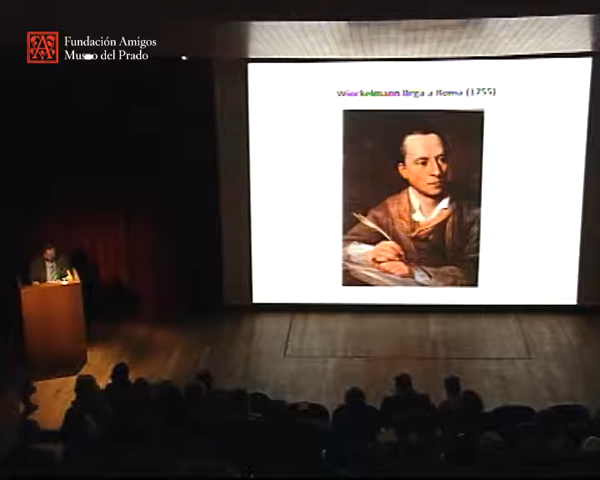 Fundación Amigos
Museo del Prado
Winckelmann llega a Roma (1755)